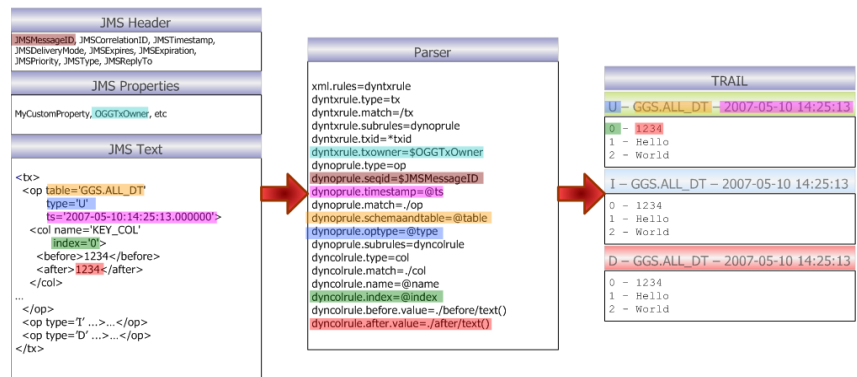 JMS Header
JMSMessageID, JMSCorrelationID, JMSTimestamp,
JMSDeliveryMode, JMSExpires, JMSExpiration,
JMSPriority, JMSType, JMSReplyTo
JMS Properties
MyCustomProperty, OGGTxOwner, etc
JMS Text
<tx>
<op table='GGS.ALL_DT'
type='U'
ts='2007-05-10:14:25:13.000000'>
<col name='KEY_COL'
index='0'>
<before>1234</before>
<after>1234</after>
</col>
...
</op>
<op type='I' ...>...</op>
<op type='D' ...>...</op>
</tx>
Parser
xml.rules=dyntxrule
dyntxrule.type=tx
dyntxrule.match=/tx
dyntxrule.subrules=dynoprule
dyntxrule.txid=*txid
dyntxrule.txowner=$OGGTxOwner
dynoprule.type=op
dynoprule.seqid=$JMSMessageID
dynoprule.timestamp=@ts
dynoprule.match=./op
dynoprule.schemaandtable=@table
dynoprule.optype=@type
dynoprule.subrules=dyncolrule
dyncolrule.type=col
dyncolrule.match=./col
dyncolrule.name=@name
dyncolrule.index=@index
dyncolrule.before.value=./before/text()
dyncolrule.after.value=./after/text()
TRAIL
U – GGS.ALL_DT – 2007-05-10 14:25:13
0 – 1234
1 – Hello
2 – World
I – GGS.ALL_DT – 2007-05-10 14:25:13
0 – 1234
1 – Hello
2 – World
D – GGS.ALL_DT – 2007-05-10 14:25:13
0 – 1234
1 – Hello
2 – World